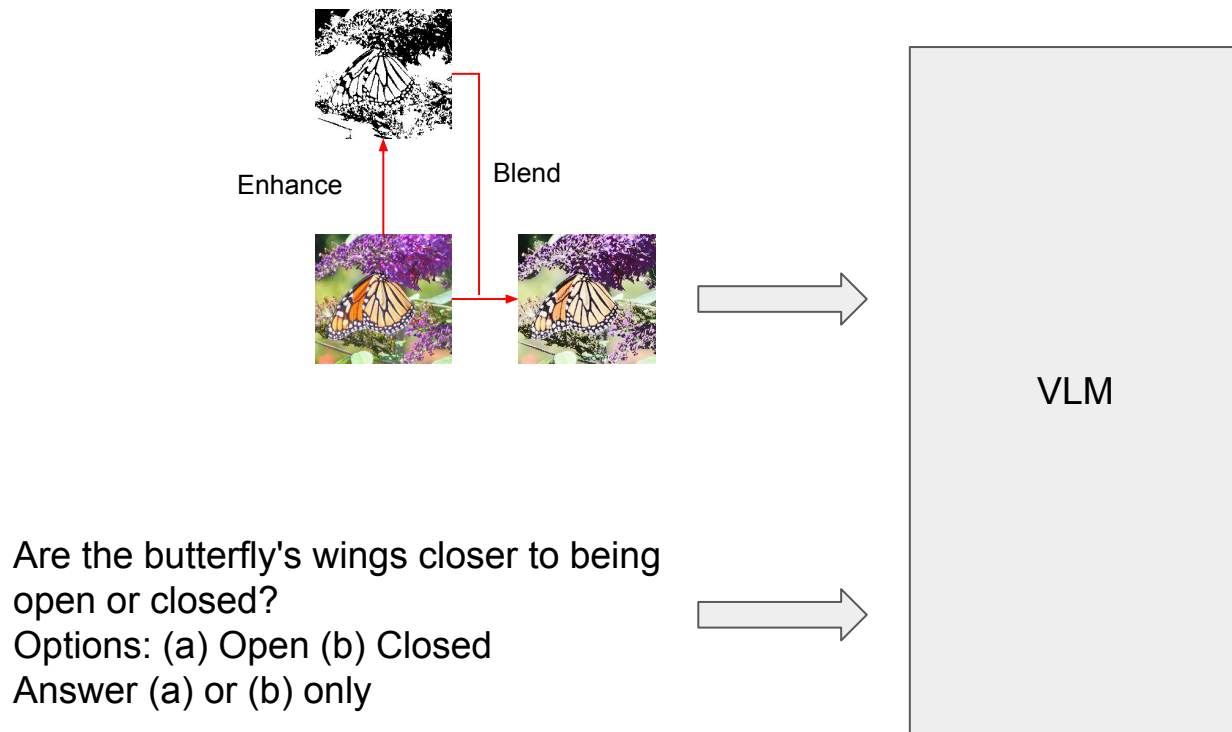 Enhance
Blend
VLM
Are the butterfly's wings closer to being
open or closed?
Options: (a) Open (b) Closed
Answer (a) or (b) only